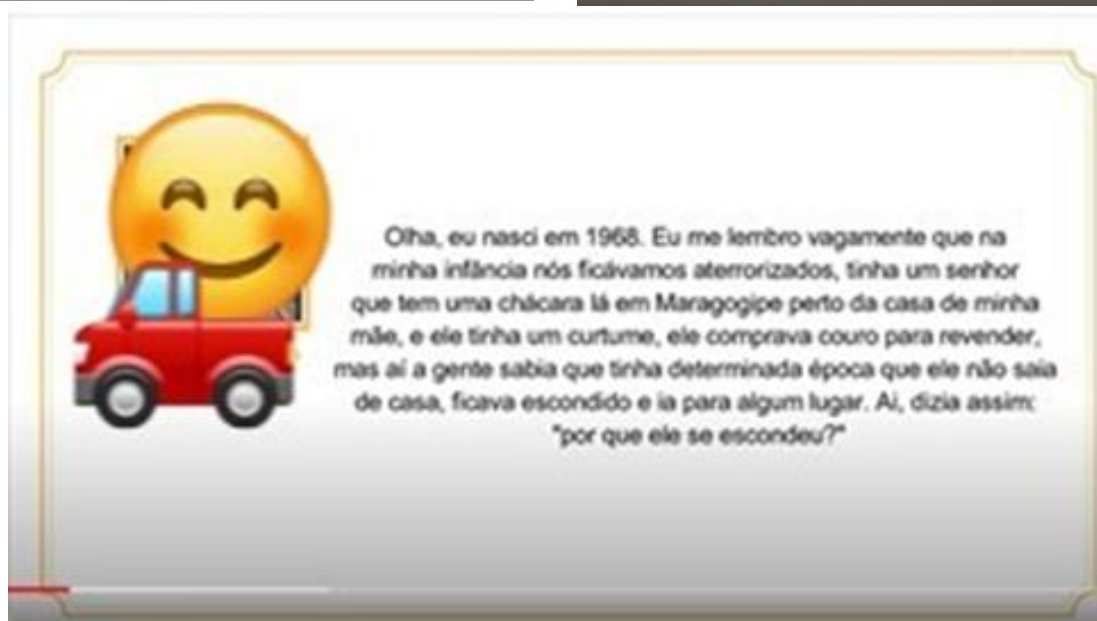 Olha, eu nasci em 1968. Eu me lembro vagamente que na
minha infância nós ficávamos aterrorizados, tinha um senhor
que tem uma chácara lá em Maragogipe perto da casa de minha
mãe, e ele tinha um curtume, ele comprava couro para revender,
mas aí a gente sabia que tinha determinada época que ele não saia
de casa, ficava escondido e ia para algum lugar. Ai, dizia assim:
"por que ele se escondeu?"